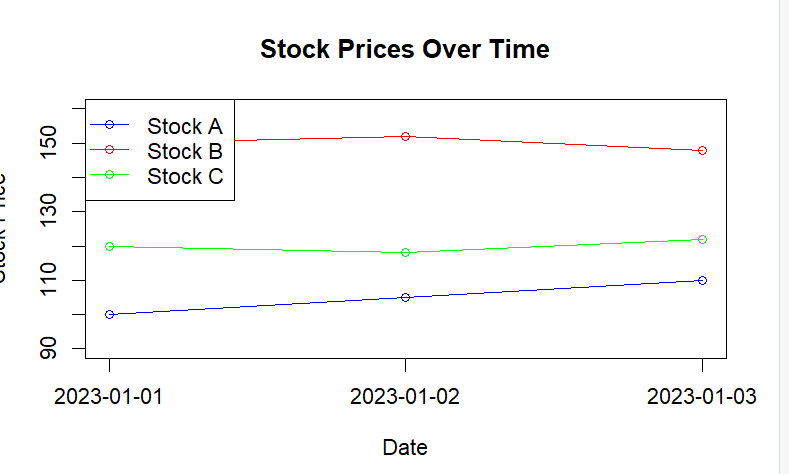 Stock Prices Over Time
Stock A
Stock B
Stock C
150
130
110
90
2023-01-01 2023-01-02 2023-01-03
Date